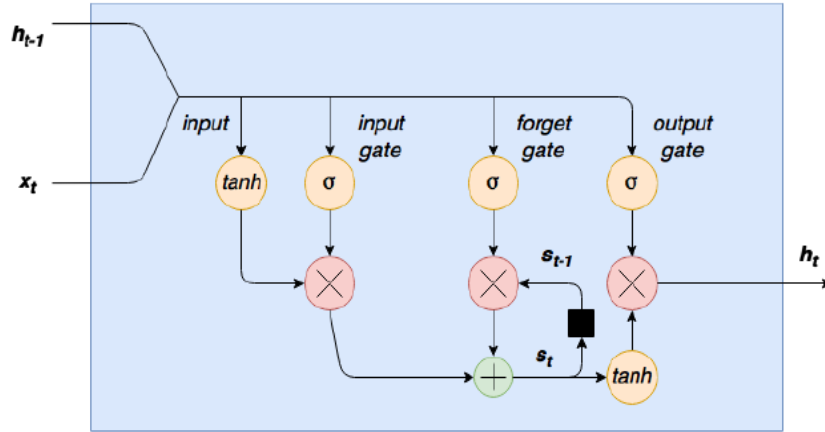 h_{t-1}
input
input
gate
forget
gate
output
gate
x_t
tanh
σ
σ
σ
s_{t-1}
h_t
s_t
tanh